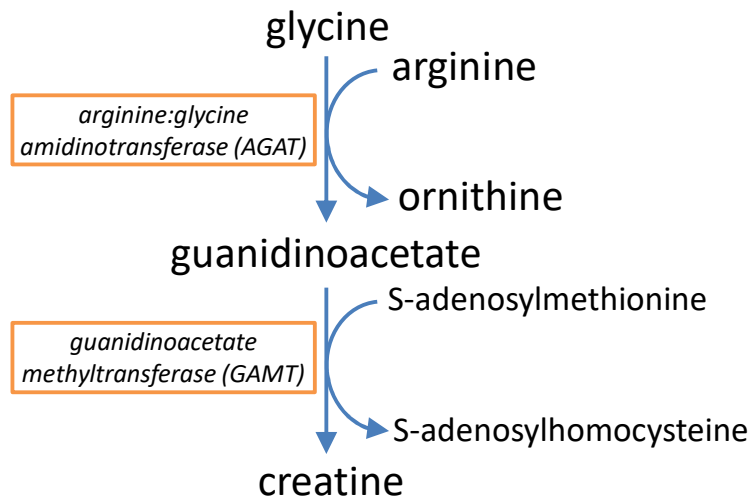 glycine
arginine
arginine:glycine
amidinotransferase (AGAT)
ornithine
guanidinoacetate
S-adenosylmethionine
guanidinoacetate
methyltransferase (GAMT)
S-adenosylhomocysteine
creatine